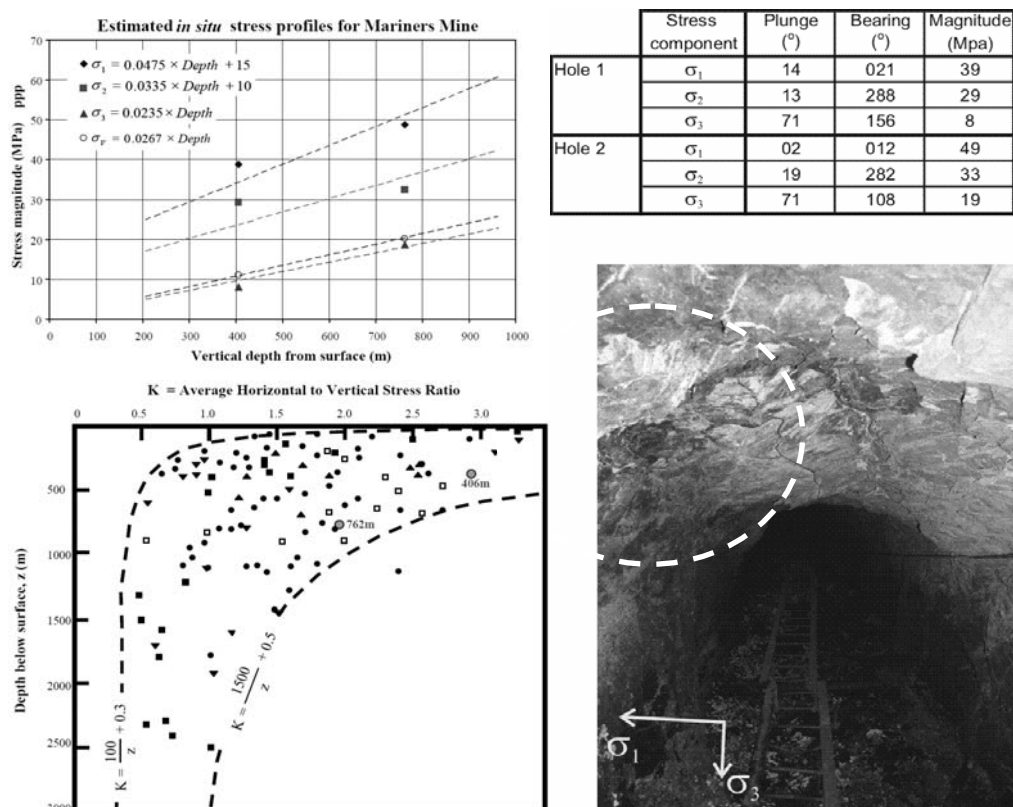 Estimated in situ stress profiles for Mariners Mine
Stress magnitude (MPa) ppp
70
60
50
40
30
20
10
0
σ₁ = 0.0475 × Depth + 15
σ₂ = 0.0335 × Depth + 10
σ₃ = 0.0235 × Depth
σᵥ = 0.0267 × Depth
0 100 200 300 400 500 600 700 800 900 1000
Vertical depth from surface (m)
Stress component Plunge (°) Bearing (°) Magnitude (Mpa)
Hole 1 σ₁ 14 021 39
σ₂ 13 288 29
σ₃ 71 156 8
Hole 2 σ₁ 02 012 49
σ₂ 19 282 33
σ₃ 71 108 19
K = Average Horizontal to Vertical Stress Ratio
0 0.5 1.0 1.5 2.0 2.5 3.0
Depth below surface, z (m)
500
1000
1500
2000
2500
406m
762m
K = 100/z + 0.3
K = 1500/z + 0.5
σ₁
σ₃